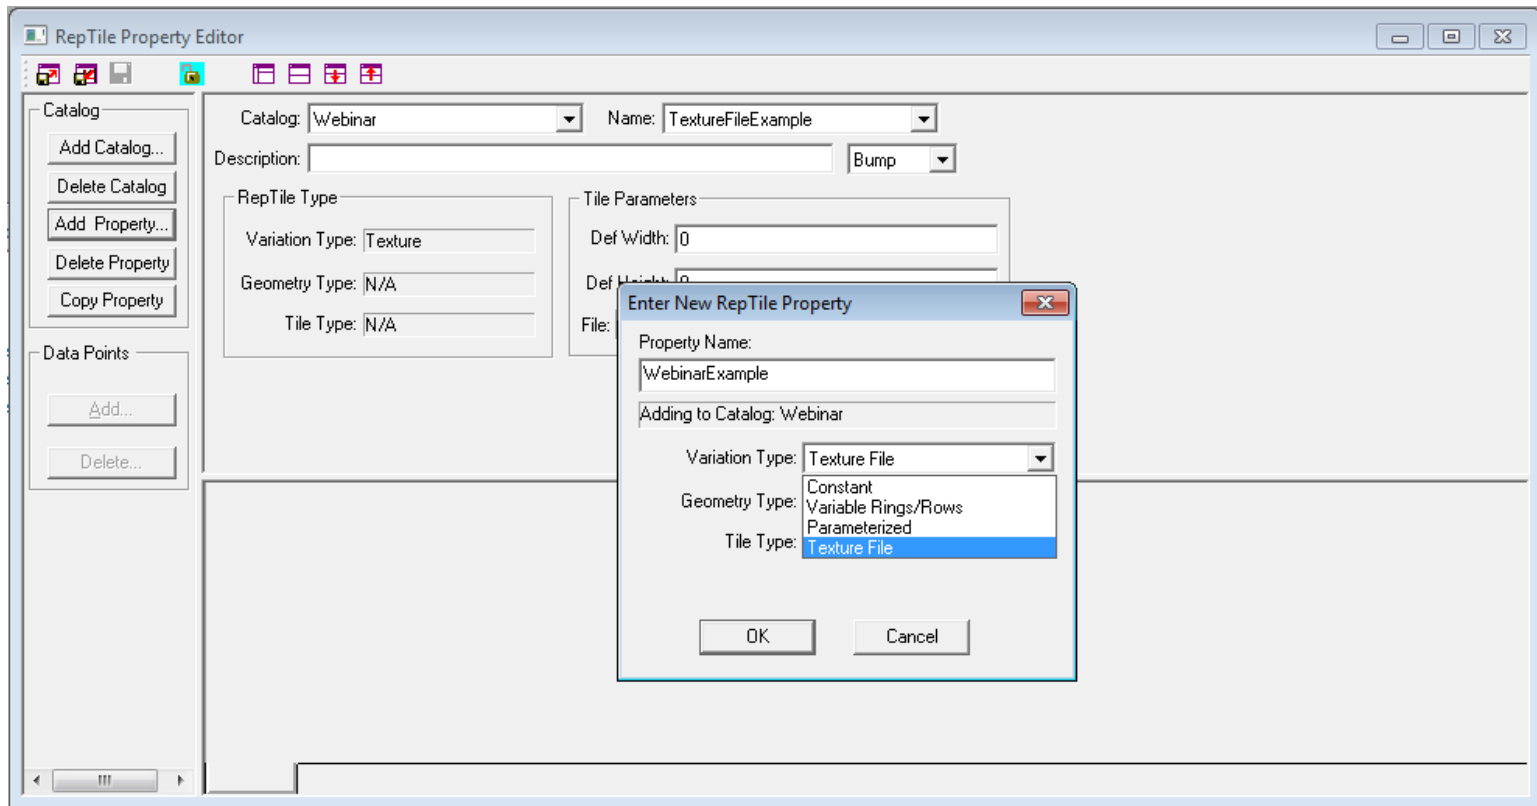 RepTile Property Editor
Catalog
Add Catalog...
Delete Catalog
Add Property...
Delete Property
Copy Property
Data Points
Add...
Delete...
Catalog: Webinar Name: TextureFileExample
Description: Bump
RepTile Type
Variation Type: Texture
Geometry Type: N/A
Tile Type: N/A
Tile Parameters
Def Width: 0
Def Height: 0
File:
Enter New RepTile Property
Property Name:
WebinarExample
Adding to Catalog: Webinar
Variation Type: Texture File
Geometry Type:
Tile Type:
Constant
Variable Rings/Rows
Parameterized
Texture File
OK Cancel